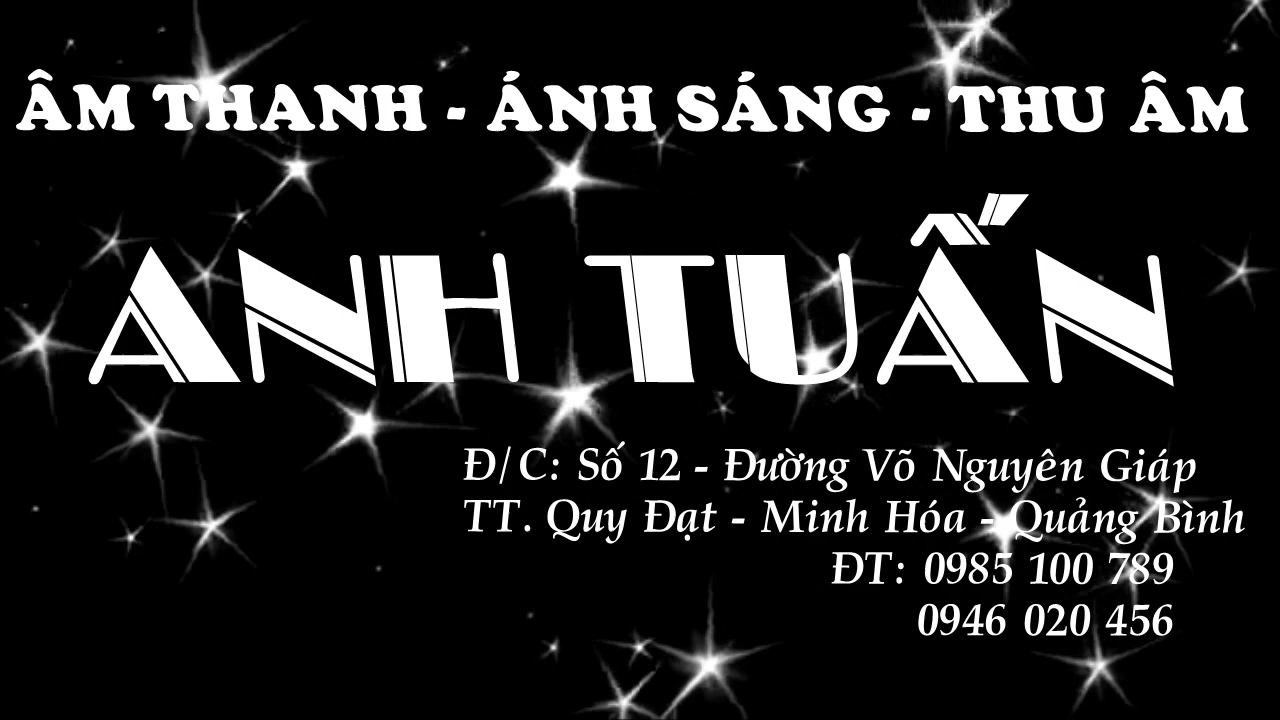 ÂM THANH - ÁNH SÁNG - THU ÂM
ANH TUẤN
Đ/C: Số 12 - Đường Võ Nguyên Giáp
TT. Quy Đạt - Minh Hóa - Quảng Bình
ĐT: 0985 100 789
0946 020 456